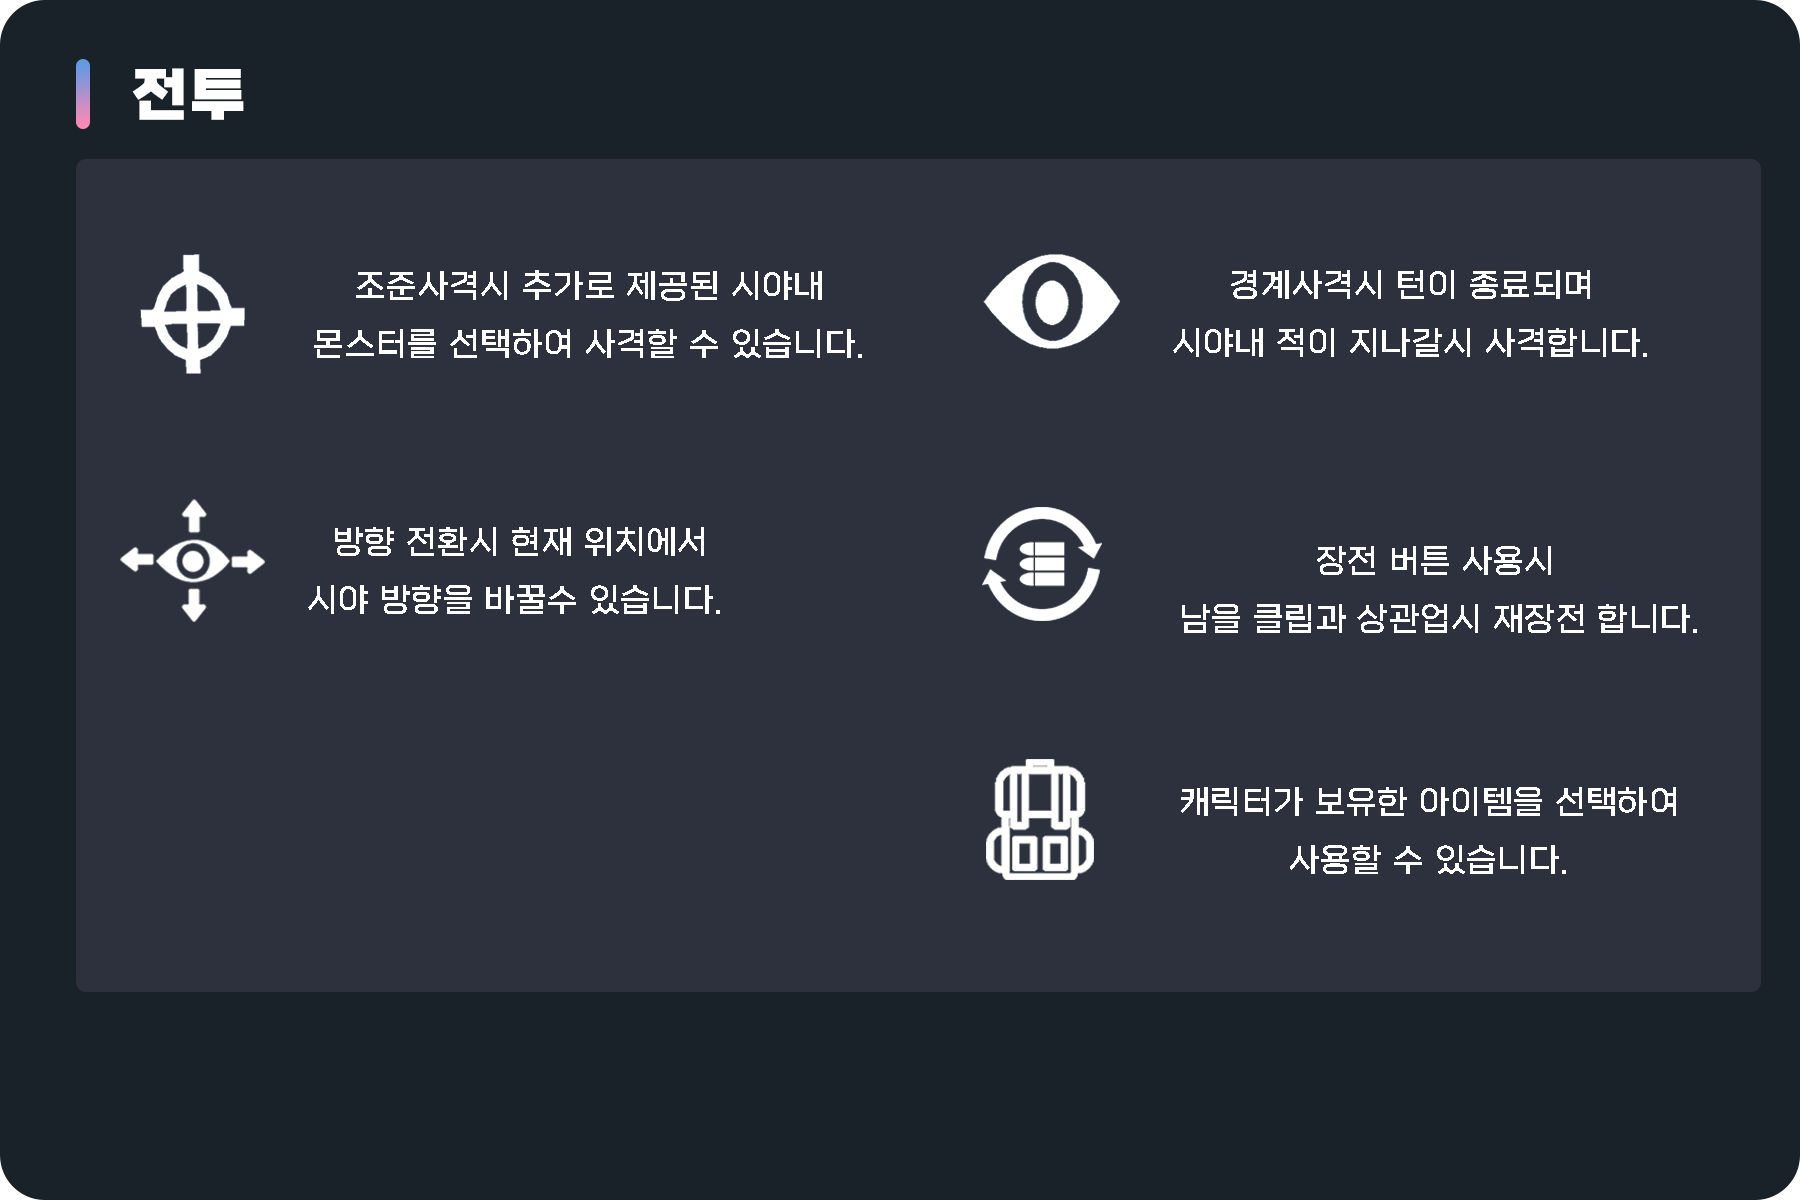 전투
조준사격시 추가로 제공된 시야내
몬스터를 선택하여 사격할 수 있습니다.
경계사격시 턴이 종료되며
시야내 적이 지나갈시 사격합니다.
방향 전환시 현재 위치에서
시야 방향을 바꿀수 있습니다.
장전 버튼 사용시
남을 클립과 상관업시 재장전 합니다.
캐릭터가 보유한 아이템을 선택하여
사용할 수 있습니다.